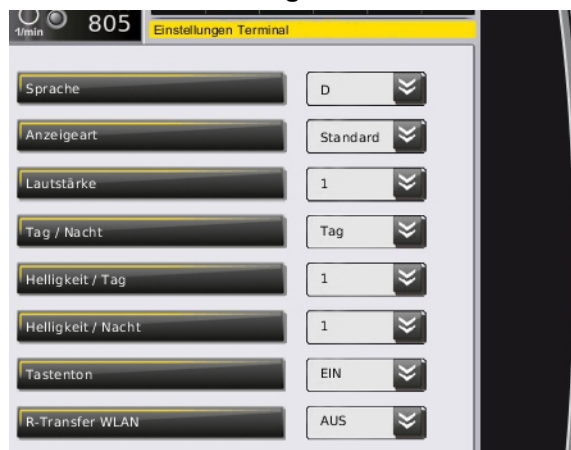 1/min 805
Einstellungen Terminal
Sprache D
Anzeigeart Standard
Lautstärke 1
Tag / Nacht Tag
Helligkeit / Tag 1
Helligkeit / Nacht 1
Tastenton EIN
R-Transfer WLAN AUS